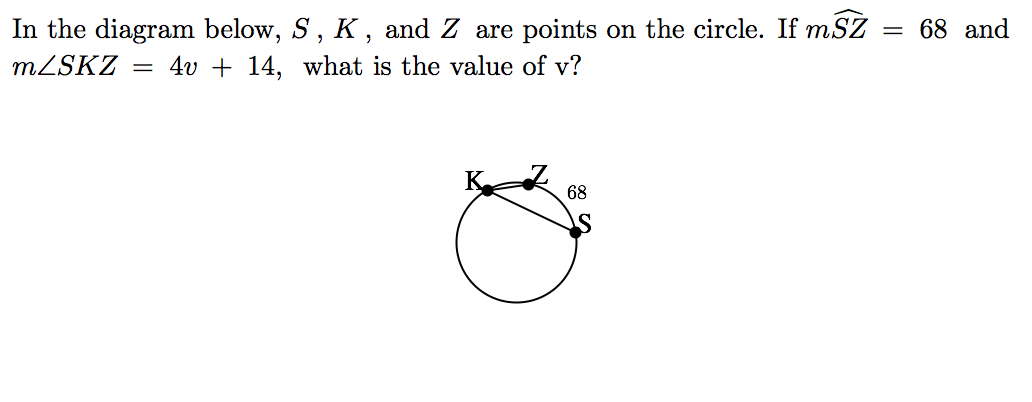 In the diagram below, S , K , and Z are points on the circle. If m\widehat{SZ} = 68 and
m∠SKZ = 4v + 14, what is the value of v?
K
Z
68
S